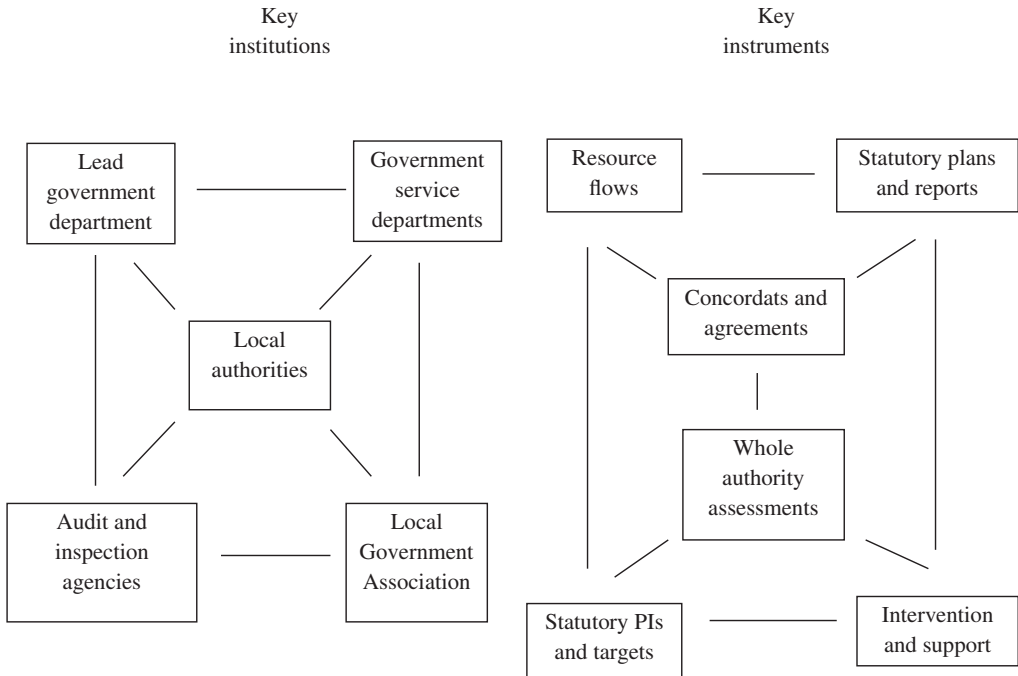 Key
institutions
Key
instruments
Lead
government
department
Government
service
departments
Local
authorities
Audit and
inspection
agencies
Local
Government
Association
Resource
flows
Statutory plans
and reports
Concordats and
agreements
Whole
authority
assessments
Statutory PIs
and targets
Intervention
and support